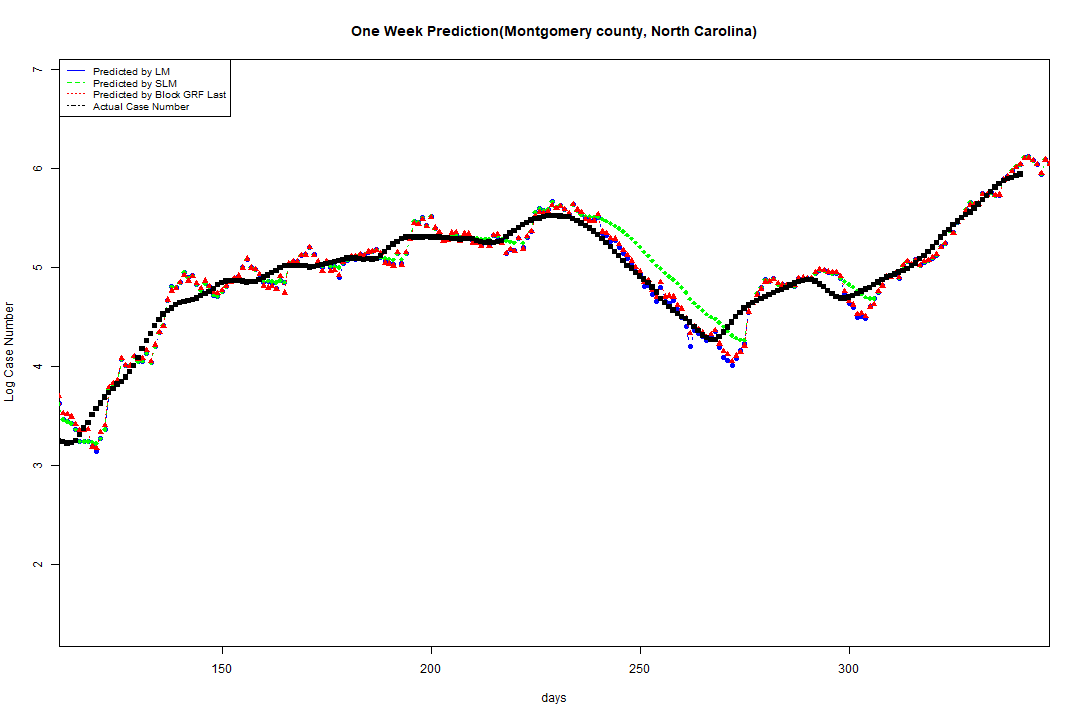 One Week Prediction(Montgomery county, North Carolina)
Predicted by LM
Predicted by SLM
Predicted by Block GRF Last
Actual Case Number
7
6
5
4
3
2
Log Case Number
150 200 250 300
days